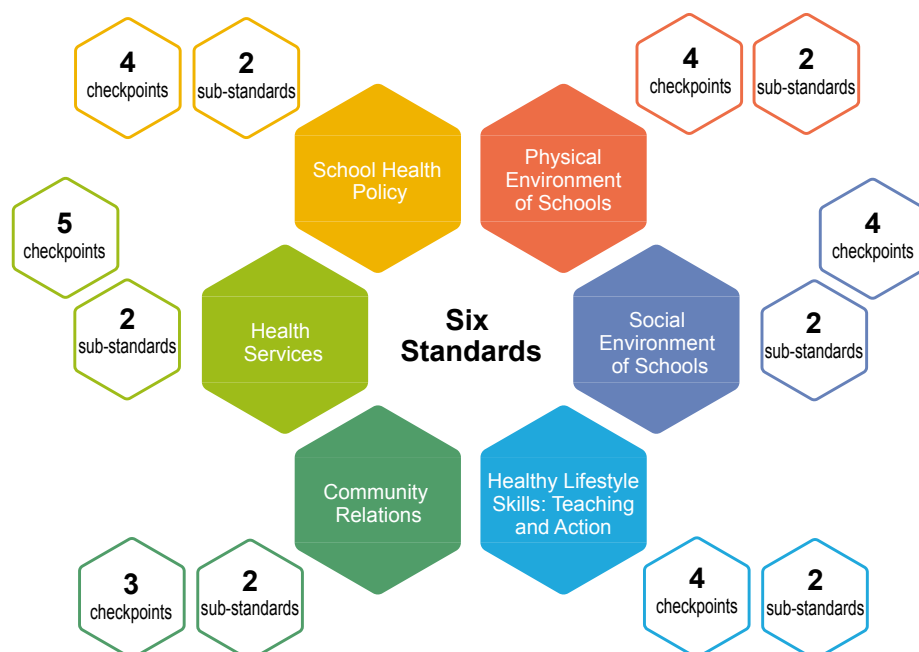 4
checkpoints
2
sub-standards
4
checkpoints
2
sub-standards
School Health
Policy
Physical
Environment
of Schools
5
checkpoints
2
sub-standards
4
checkpoints
2
sub-standards
Health
Services
Six
Standards
Social
Environment
of Schools
Community
Relations
Healthy Lifestyle
Skills: Teaching
and Action
3
checkpoints
2
sub-standards
4
checkpoints
2
sub-standards